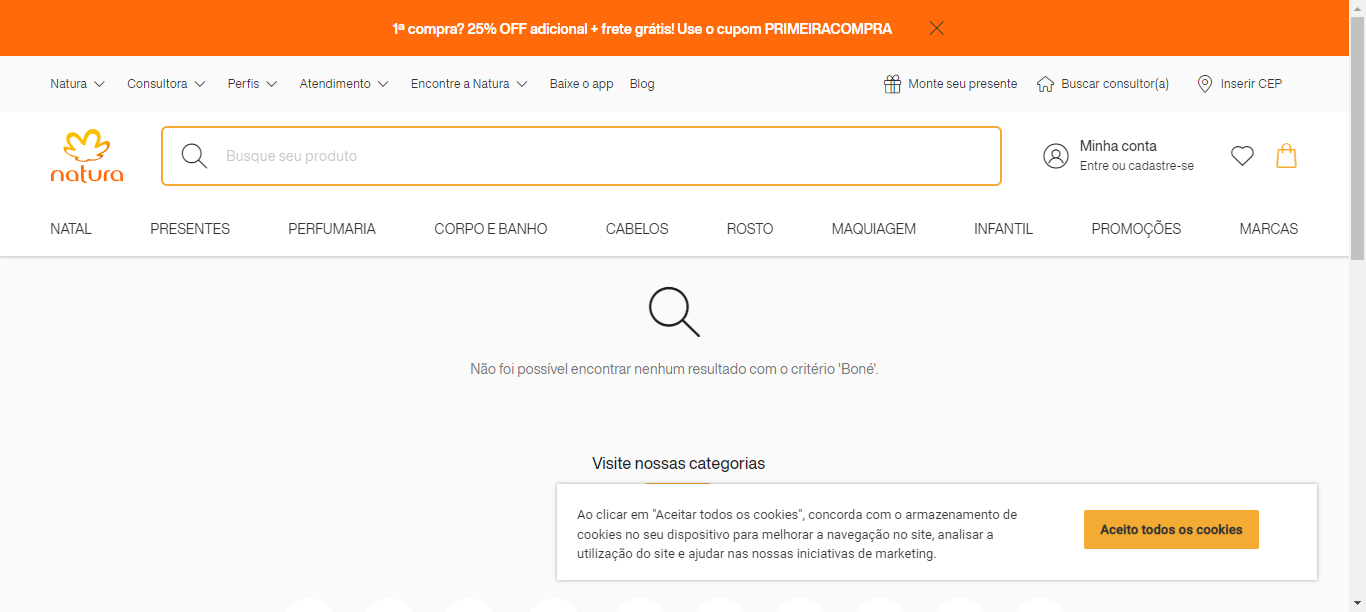 1ª compra? 25% OFF adicional + frete grátis! Use o cupom PRIMEIRACOMPRA
Natura Consultora Perfis Atendimento Encontre a Natura Baixe o app Blog Monte seu presente Buscar consultor(a) Inserir CEP
natura
Busque seu produto
Minha conta
Entre ou cadastre-se
NATAL PRESENTES PERFUMARIA CORPO E BANHO CABELOS ROSTO MAQUIAGEM INFANTIL PROMOÇÕES MARCAS
Não foi possível encontrar nenhum resultado com o critério 'Boné'.
Visite nossas categorias
Ao clicar em "Aceitar todos os cookies", concorda com o armazenamento de
cookies no seu dispositivo para melhorar a navegação no site, analisar a
utilização do site e ajudar nas nossas iniciativas de marketing.
Aceito todos os cookies